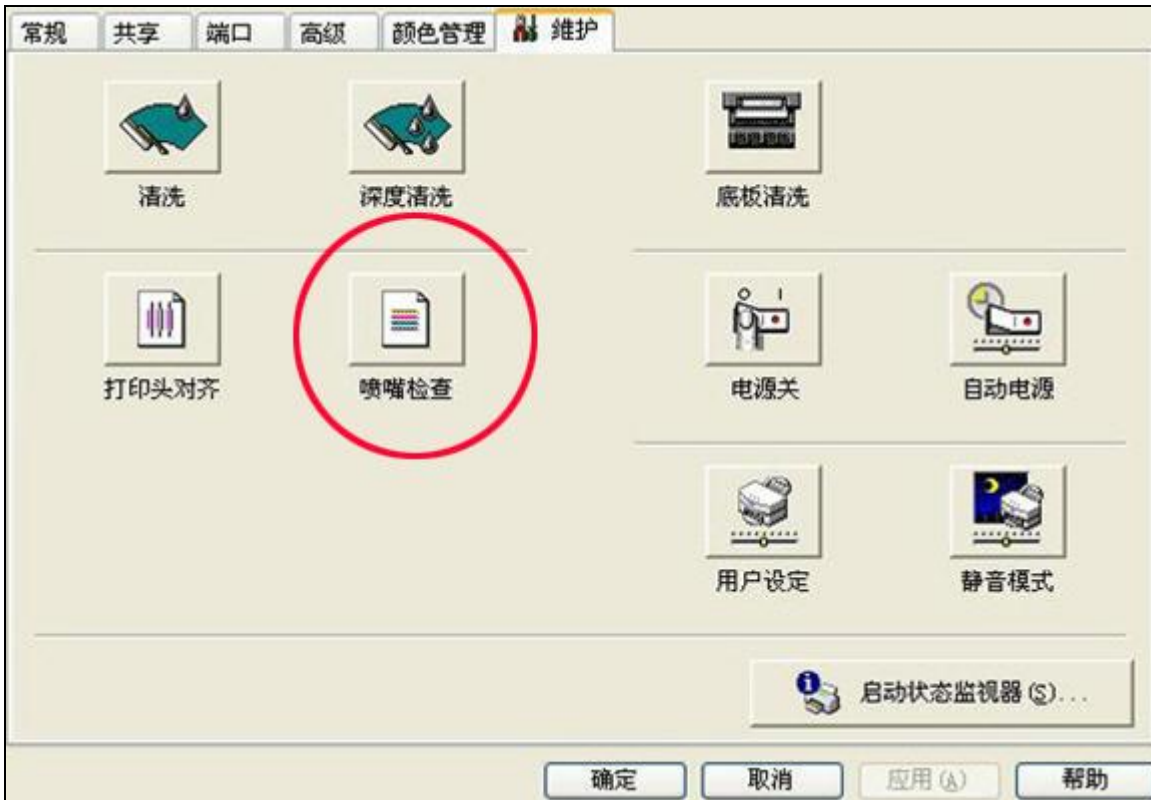 常规 共享 端口 高级 颜色管理 维护
清洗 深度清洗 底板清洗
打印头对齐 喷嘴检查 电源关 自动电源
用户设定 静音模式
启动状态监视器(S)...
确定 取消 应用(A) 帮助